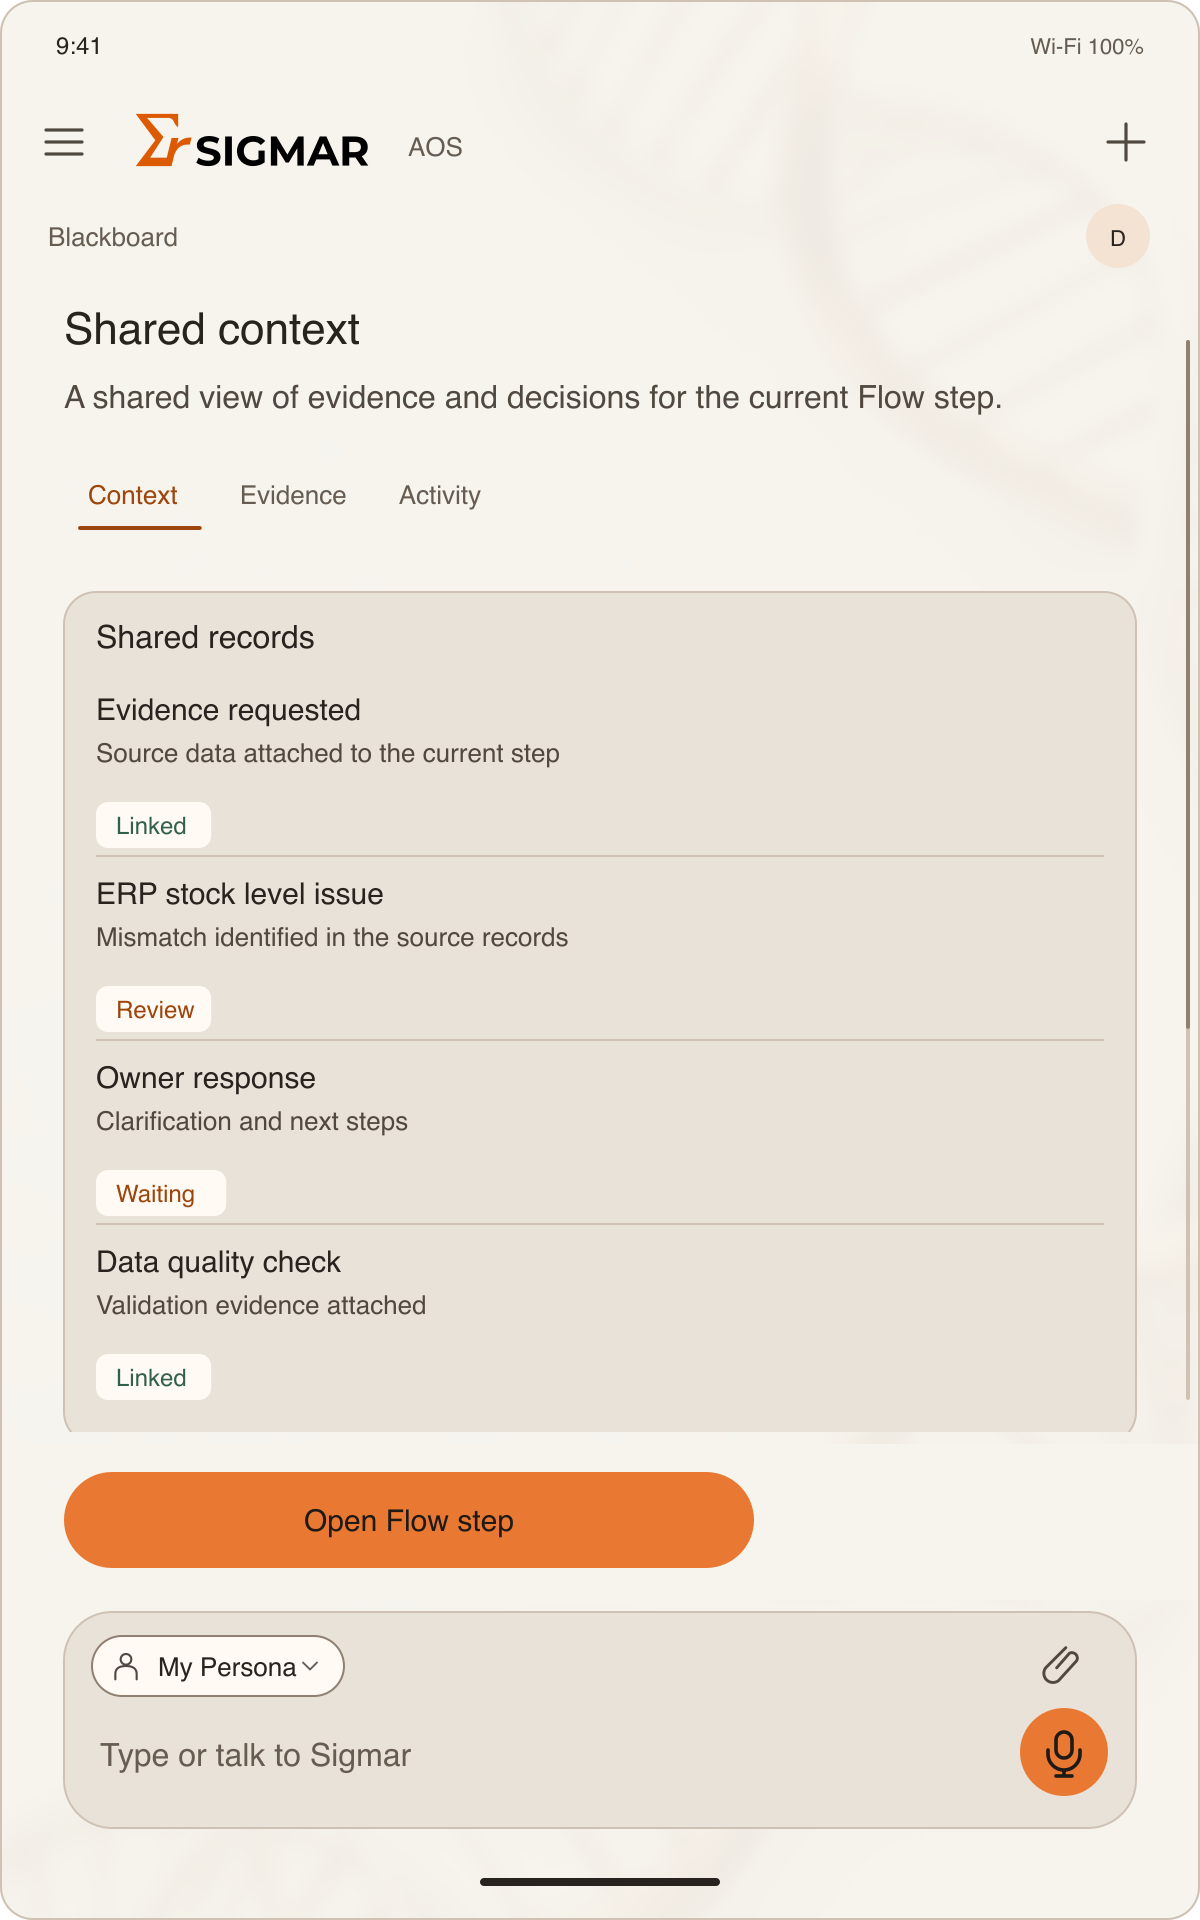 9:41
Wi-Fi 100%
Σr SIGMAR AOS
Blackboard
D
Shared context
A shared view of evidence and decisions for the current Flow step.
Context Evidence Activity
Shared records
Evidence requested
Source data attached to the current step
Linked
ERP stock level issue
Mismatch identified in the source records
Review
Owner response
Clarification and next steps
Waiting
Data quality check
Validation evidence attached
Linked
Open Flow step
My Persona
Type or talk to Sigmar